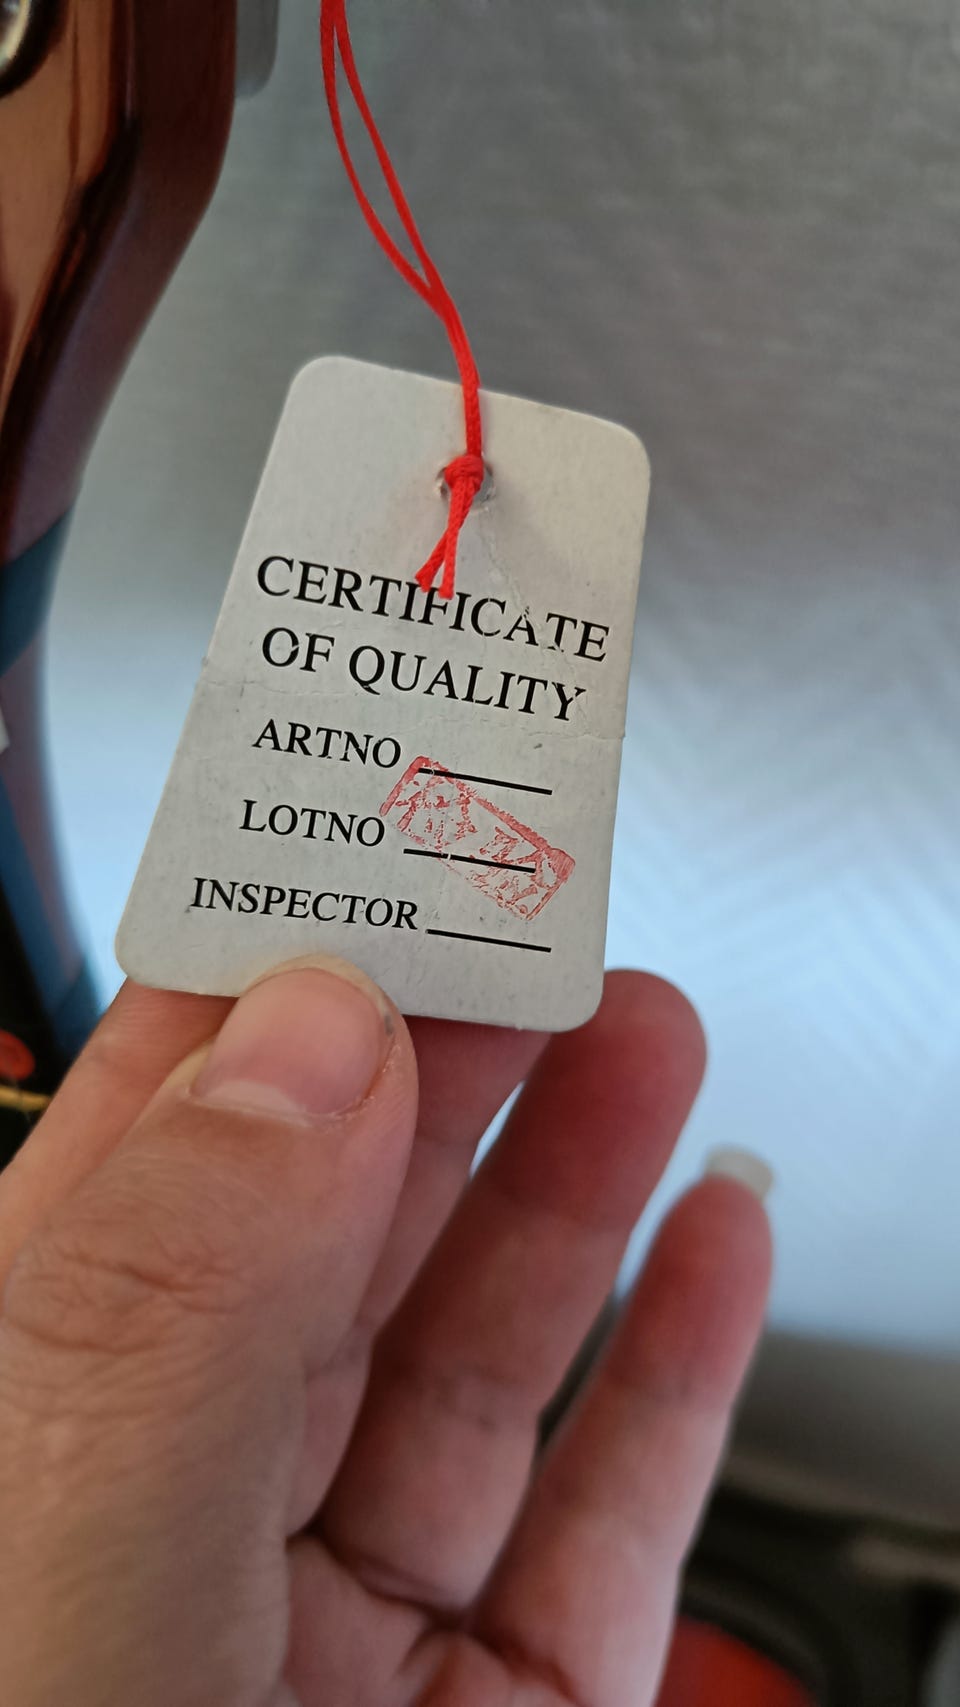 CERTIFICATE
OF QUALITY
ARTNO
LOTNO
INSPECTOR